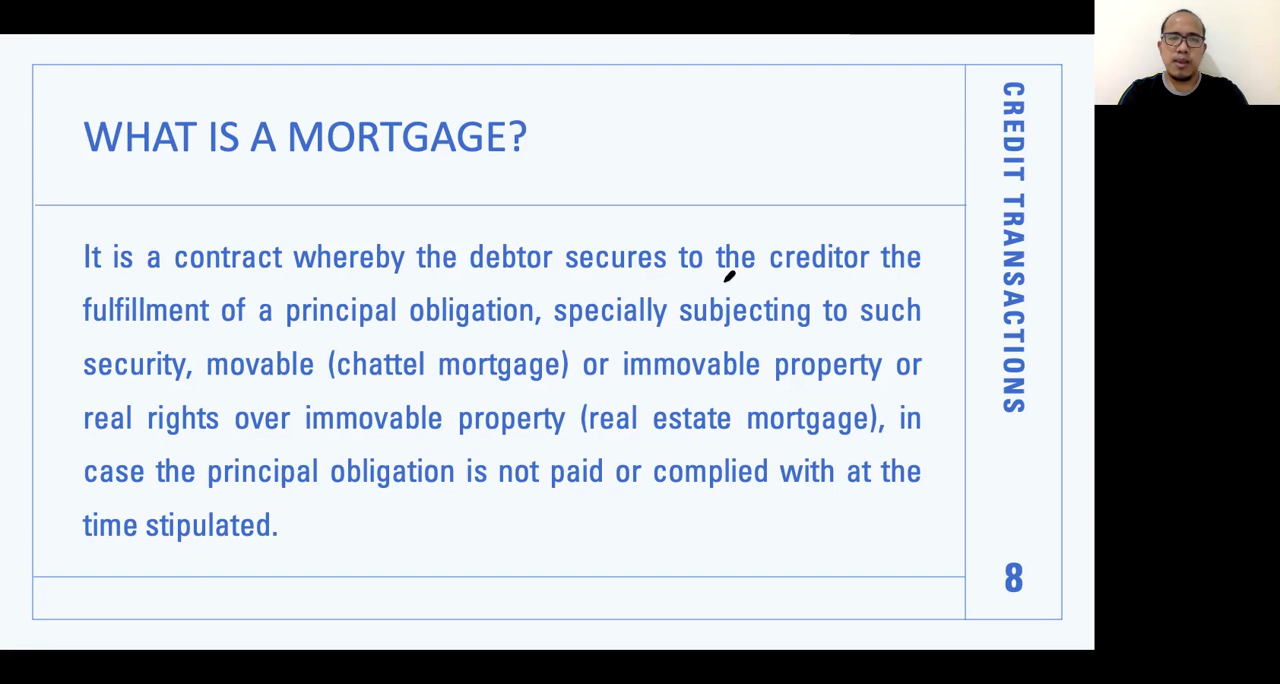 WHAT IS A MORTGAGE?
It is a contract whereby the debtor secures to the creditor the
fulfillment of a principal obligation, specially subjecting to such
security, movable (chattel mortgage) or immovable property or
real rights over immovable property (real estate mortgage), in
case the principal obligation is not paid or complied with at the
time stipulated.
CREDIT TRANSACTIONS
8